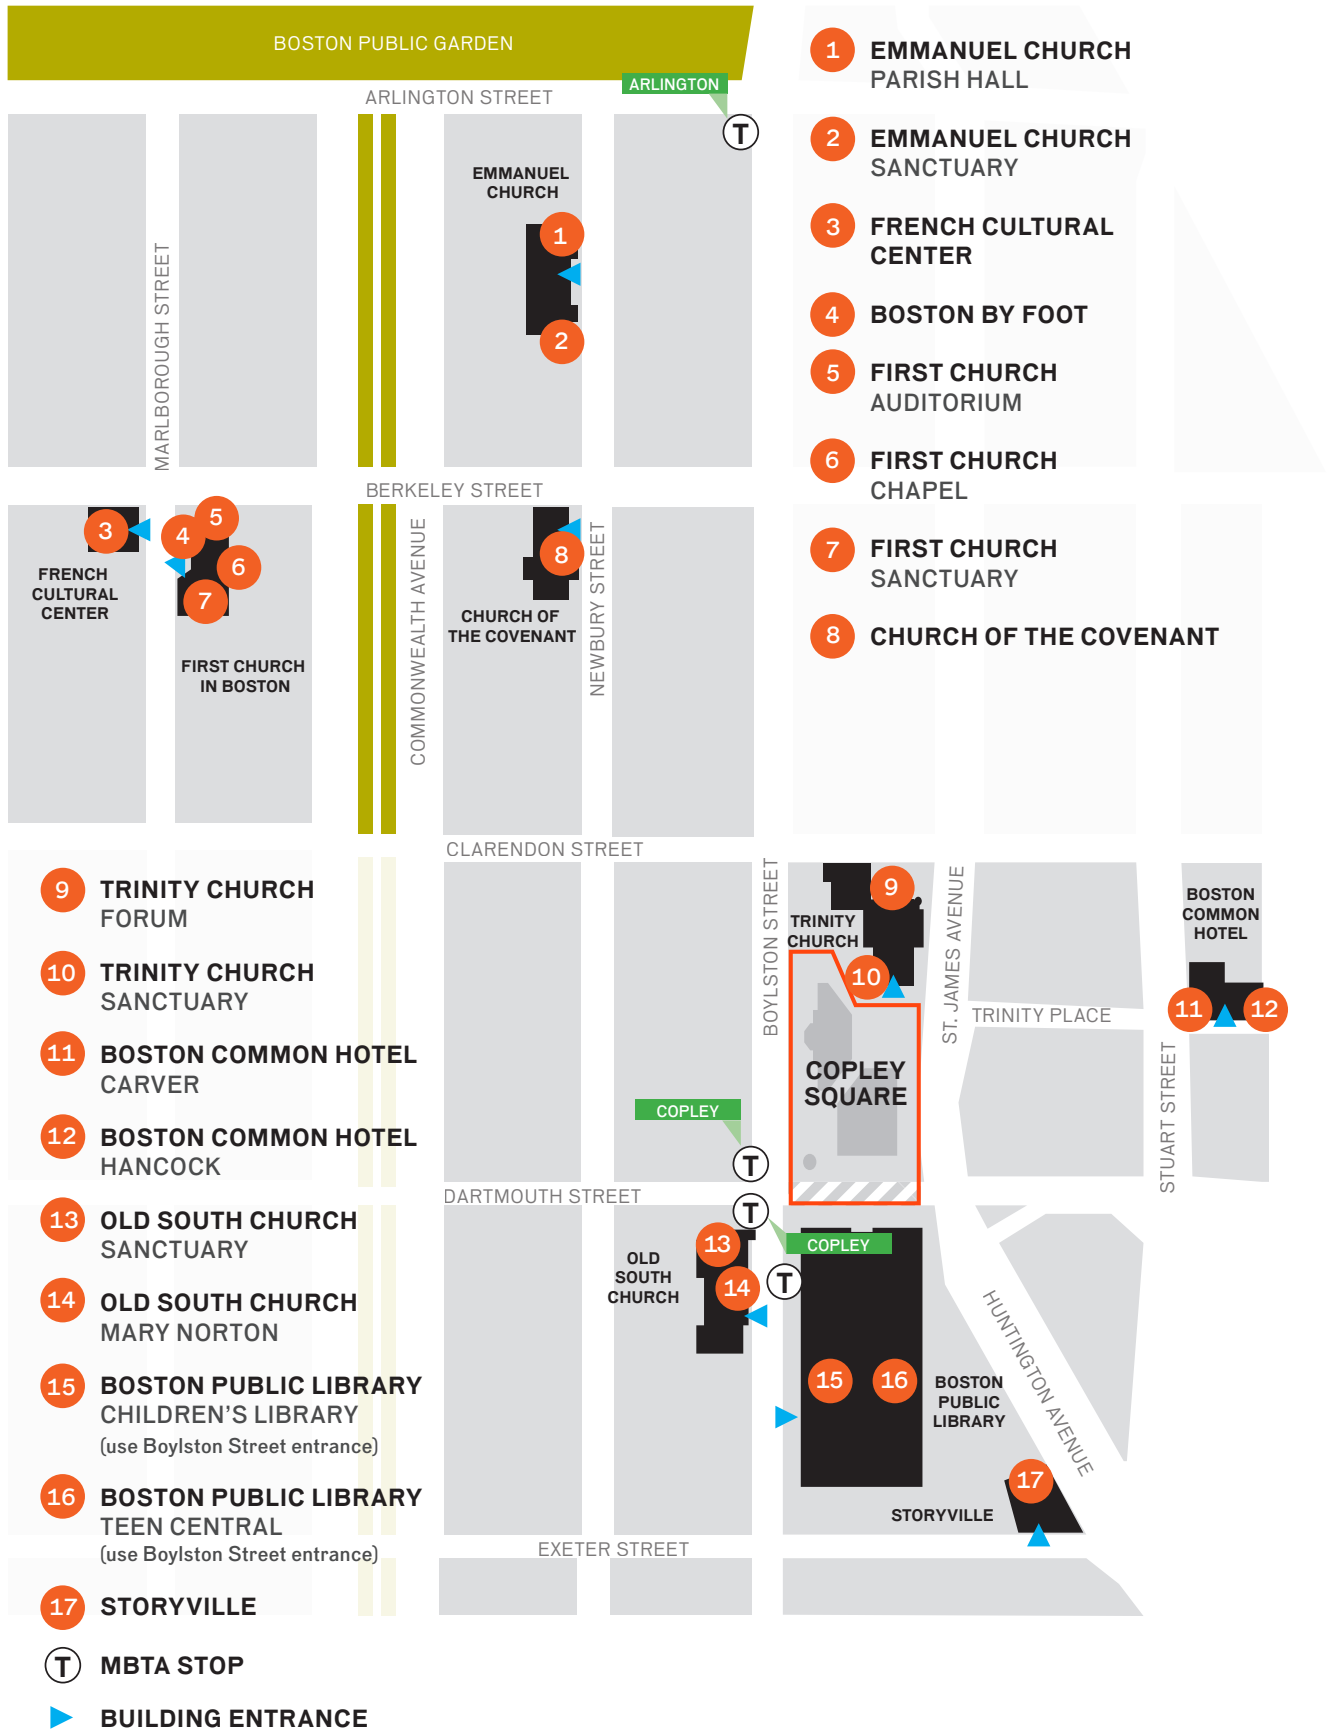 BOSTON PUBLIC GARDEN
ARLINGTON
ARLINGTON STREET
T
EMMANUEL
CHURCH
1
2
MARLBOROUGH STREET
1 EMMANUEL CHURCH
PARISH HALL
2 EMMANUEL CHURCH
SANCTUARY
3 FRENCH CULTURAL
CENTER
4 BOSTON BY FOOT
5 FIRST CHURCH
AUDITORIUM
6 FIRST CHURCH
CHAPEL
7 FIRST CHURCH
SANCTUARY
8 CHURCH OF THE COVENANT
BERKELEY STREET
3
FRENCH
CULTURAL
CENTER
4
5
6
7
FIRST CHURCH
IN BOSTON
COMMONWEALTH AVENUE
8
CHURCH OF
THE COVENANT
NEWBURY STREET
CLARENDON STREET
9 TRINITY CHURCH
FORUM
10 TRINITY CHURCH
SANCTUARY
11 BOSTON COMMON HOTEL
CARVER
12 BOSTON COMMON HOTEL
HANCOCK
13 OLD SOUTH CHURCH
SANCTUARY
14 OLD SOUTH CHURCH
MARY NORTON
15 BOSTON PUBLIC LIBRARY
CHILDREN'S LIBRARY
(use Boylston Street entrance)
16 BOSTON PUBLIC LIBRARY
TEEN CENTRAL
(use Boylston Street entrance)
17 STORYVILLE
T MBTA STOP
BUILDING ENTRANCE
BOYLSTON STREET
9
TRINITY
CHURCH
10
ST. JAMES AVENUE
BOSTON
COMMON
HOTEL
11
12
TRINITY PLACE
STUART STREET
COPLEY
SQUARE
COPLEY
T
DARTMOUTH STREET
T
COPLEY
T
13
14
OLD
SOUTH
CHURCH
15
16
BOSTON
PUBLIC
LIBRARY
HUNTINGTON AVENUE
17
STORYVILLE
EXETER STREET